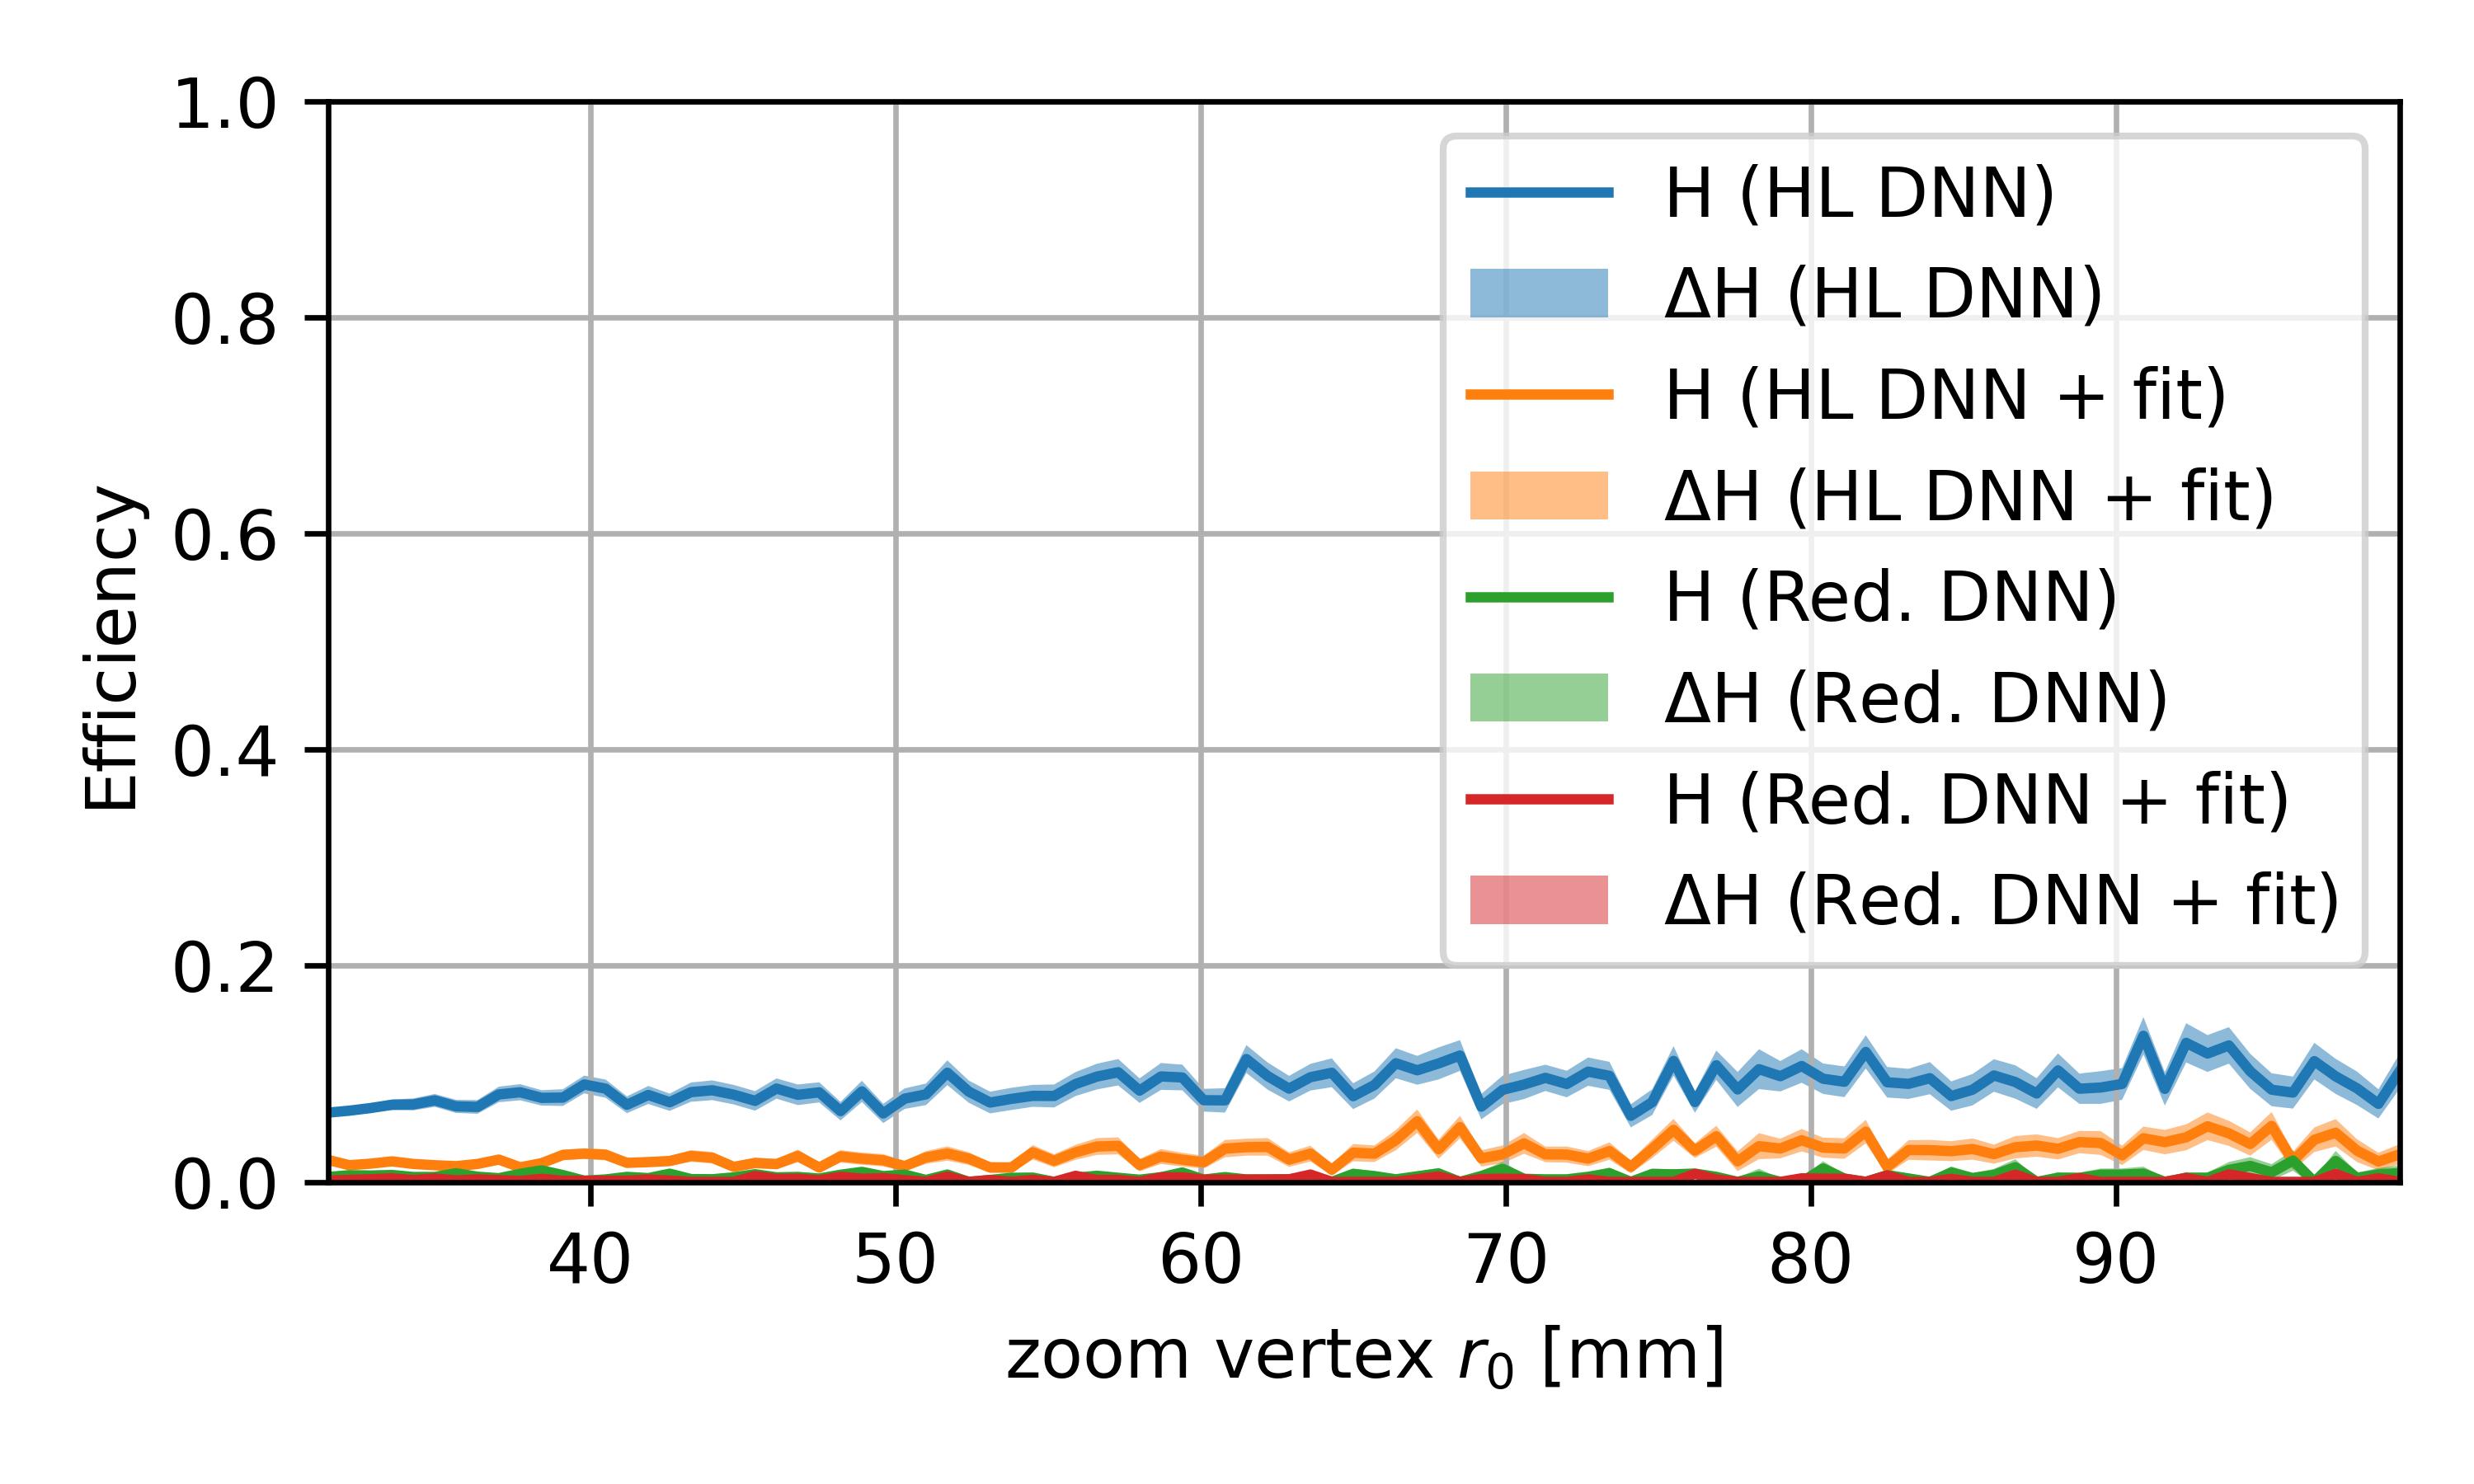 1.0
0.8
0.6
0.4
0.2
0.0
Efficiency
H (HL DNN)
ΔH (HL DNN)
H (HL DNN + fit)
ΔH (HL DNN + fit)
H (Red. DNN)
ΔH (Red. DNN)
H (Red. DNN + fit)
ΔH (Red. DNN + fit)
40 50 60 70 80 90
zoom vertex r₀ [mm]